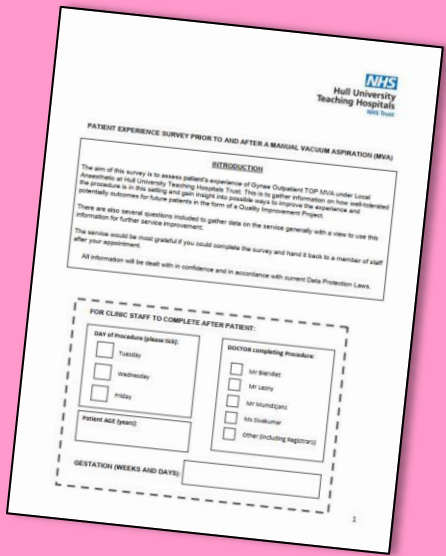 NHS
Hull University
Teaching Hospitals
NHS Trust
PATIENT EXPERIENCE SURVEY PRIOR TO AND AFTER A MANUAL VACUUM ASPIRATION (MVA)
INTRODUCTION
The aim of this survey is to assess patient's experience of Gynae Outpatient TOP MVA under Local
Anaesthetic at Hull University Teaching Hospitals Trust. This is to gather information on how well-tolerated
the procedure is in this setting and gain insight into possible ways to improve the experience and
potentially outcomes for future patients in the form of a Quality Improvement Project.
There are also several questions included to gather data on the service generally with a view to use this
information for further service improvement.
The service would be most grateful if you could complete the survey and hand it back to a member of staff
after your appointment.
All information will be dealt with in confidence and in accordance with current Data Protection Laws.
FOR CLINIC STAFF TO COMPLETE AFTER PATIENT:
DAY of Procedure (please tick):
Tuesday
Wednesday
Friday
Patient AGE (years):
DOCTOR completing Procedure:
Mr Biervliet
Mr Lesny
Mr
Ms Sivakumar
Other (including Registrars)
GESTATION (WEEKS AND DAYS):
1